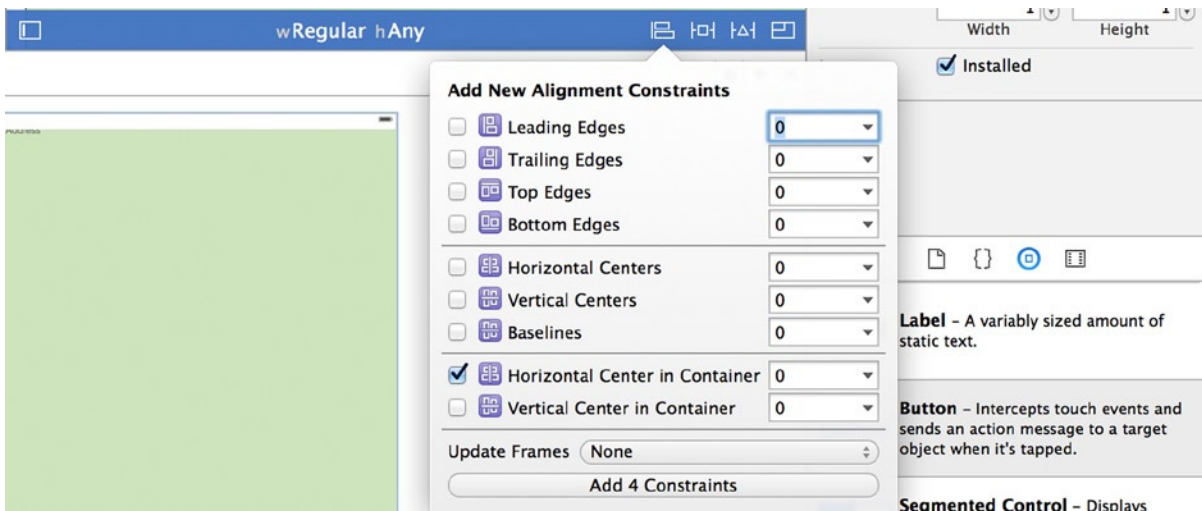 wRegular hAny
1
1
Width
Height
Installed
Add New Alignment Constraints
Address
Leading Edges 0
Trailing Edges 0
Top Edges 0
Bottom Edges 0
Horizontal Centers 0
Vertical Centers 0
Baselines 0
Horizontal Center in Container 0
Vertical Center in Container 0
Update Frames None
Add 4 Constraints
{}
Label – A variably sized amount of
static text.
Button – Intercepts touch events and
sends an action message to a target
object when it's tapped.
Segmented Control – Displays